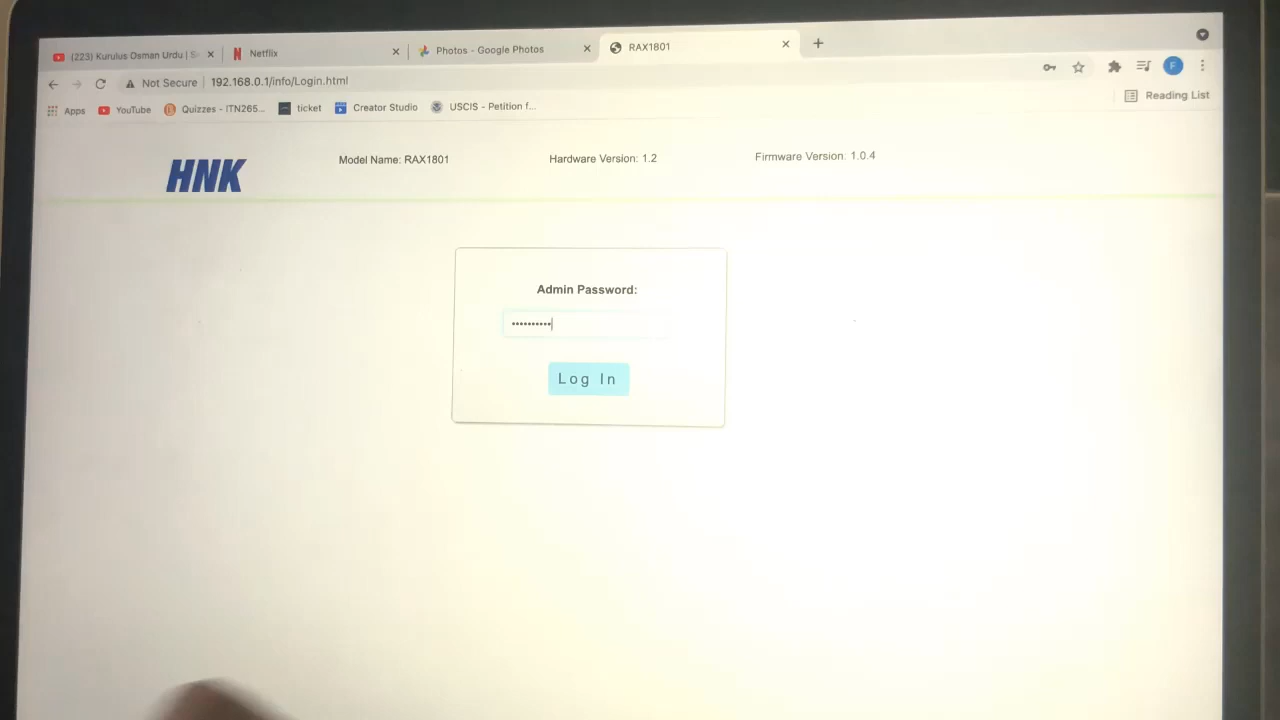 (223) Kurulus Osman Urdu | S
Netflix
Photos - Google Photos
RAX1801
Not Secure
192.168.0.1/info/Login.html
F
Apps
YouTube
Quizzes - ITN265...
ticket
Creator Studio
USCIS - Petition f...
Reading List
HNK
Model Name: RAX1801
Hardware Version: 1.2
Firmware Version: 1.0.4
Admin Password:
••••••••••
Log In